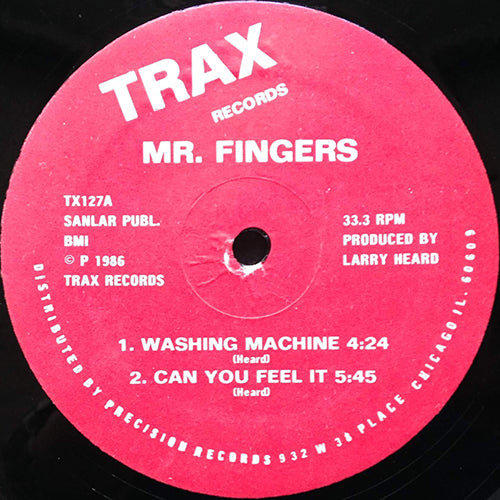 TRAX
RECORDS
MR. FINGERS
TX127A
SANLAR PUBL.
BMI
© P 1986
TRAX RECORDS
33.3 RPM
PRODUCED BY
LARRY HEARD
1. WASHING MACHINE 4:24
(Heard)
2. CAN YOU FEEL IT 5:45
(Heard)
DISTRIBUTED BY PRECISION RECORDS 932 W 38 PLACE CHICAGO IL. 60609